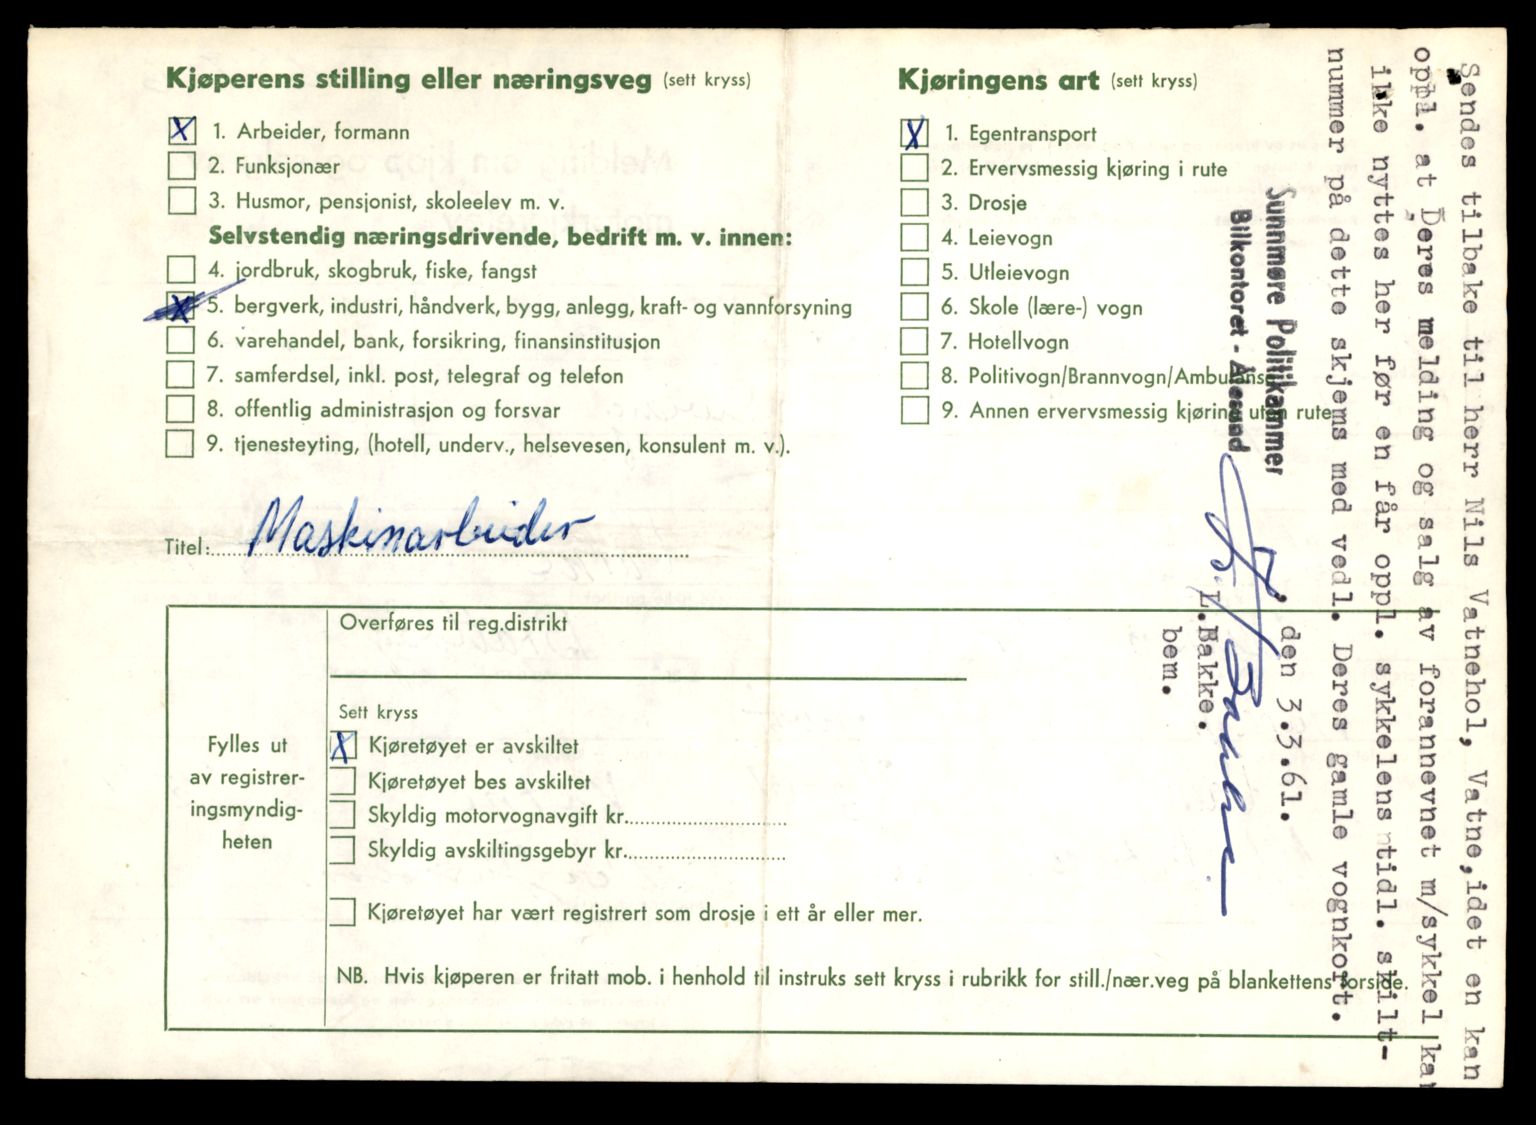 Kjøperens stilling eller næringsveg (sett kryss)
X 1. Arbeider, formann
2. Funksjonær
3. Husmor, pensjonist, skoleelev m. v.
Selvstendig næringsdrivende, bedrift m. v. innen:
4. jordbruk, skogbruk, fiske, fangst
X 5. bergverk, industri, håndverk, bygg, anlegg, kraft- og vannforsyning
6. varehandel, bank, forsikring, finansinstitusjon
7. samferdsel, inkl. post, telegraf og telefon
8. offentlig administrasjon og forsvar
9. tjenesteyting, (hotell, underv., helsevesen, konsulent m. v.).
Titel: Maskinarbeider
Kjøringens art (sett kryss)
X 1. Egentransport
2. Ervervsmessig kjøring i rute
3. Drosje
4. Leievogn
5. Utleievogn
6. Skole (lære-) vogn
7. Hotellvogn
8. Politivogn/Brannvogn/Ambulanse
9. Annen ervervsmessig kjøring uten rute
Fylles ut
av registrer-
ingsmyndig-
heten
Overføres til reg.distrikt
Sett kryss
X Kjøretøyet er avskiltet
Kjøretøyet bes avskiltet
Skyldig motorvognavgift kr.
Skyldig avskiltingsgebyr kr.
Kjøretøyet har vært registrert som drosje i ett år eller mer.
NB. Hvis kjøperen er fritatt mob. i henhold til instruks sett kryss i rubrikk for still./nær.veg på blankettens forside.
Sendes tilbake til herr Nils Vatnehol, Vatne,idet en kan
oppl. at Deres melding og salg av forannevnet m/sykkel kan
ikke nyttes her før en får oppl. sykkelens tidl. skilt-
nummer på dette skjems med vedl. Deres gamle vognkort.
Sunnmøre Politikammer, den 3.3.61.
Bilkontoret - Ålesund
L.Bakke.
bem.